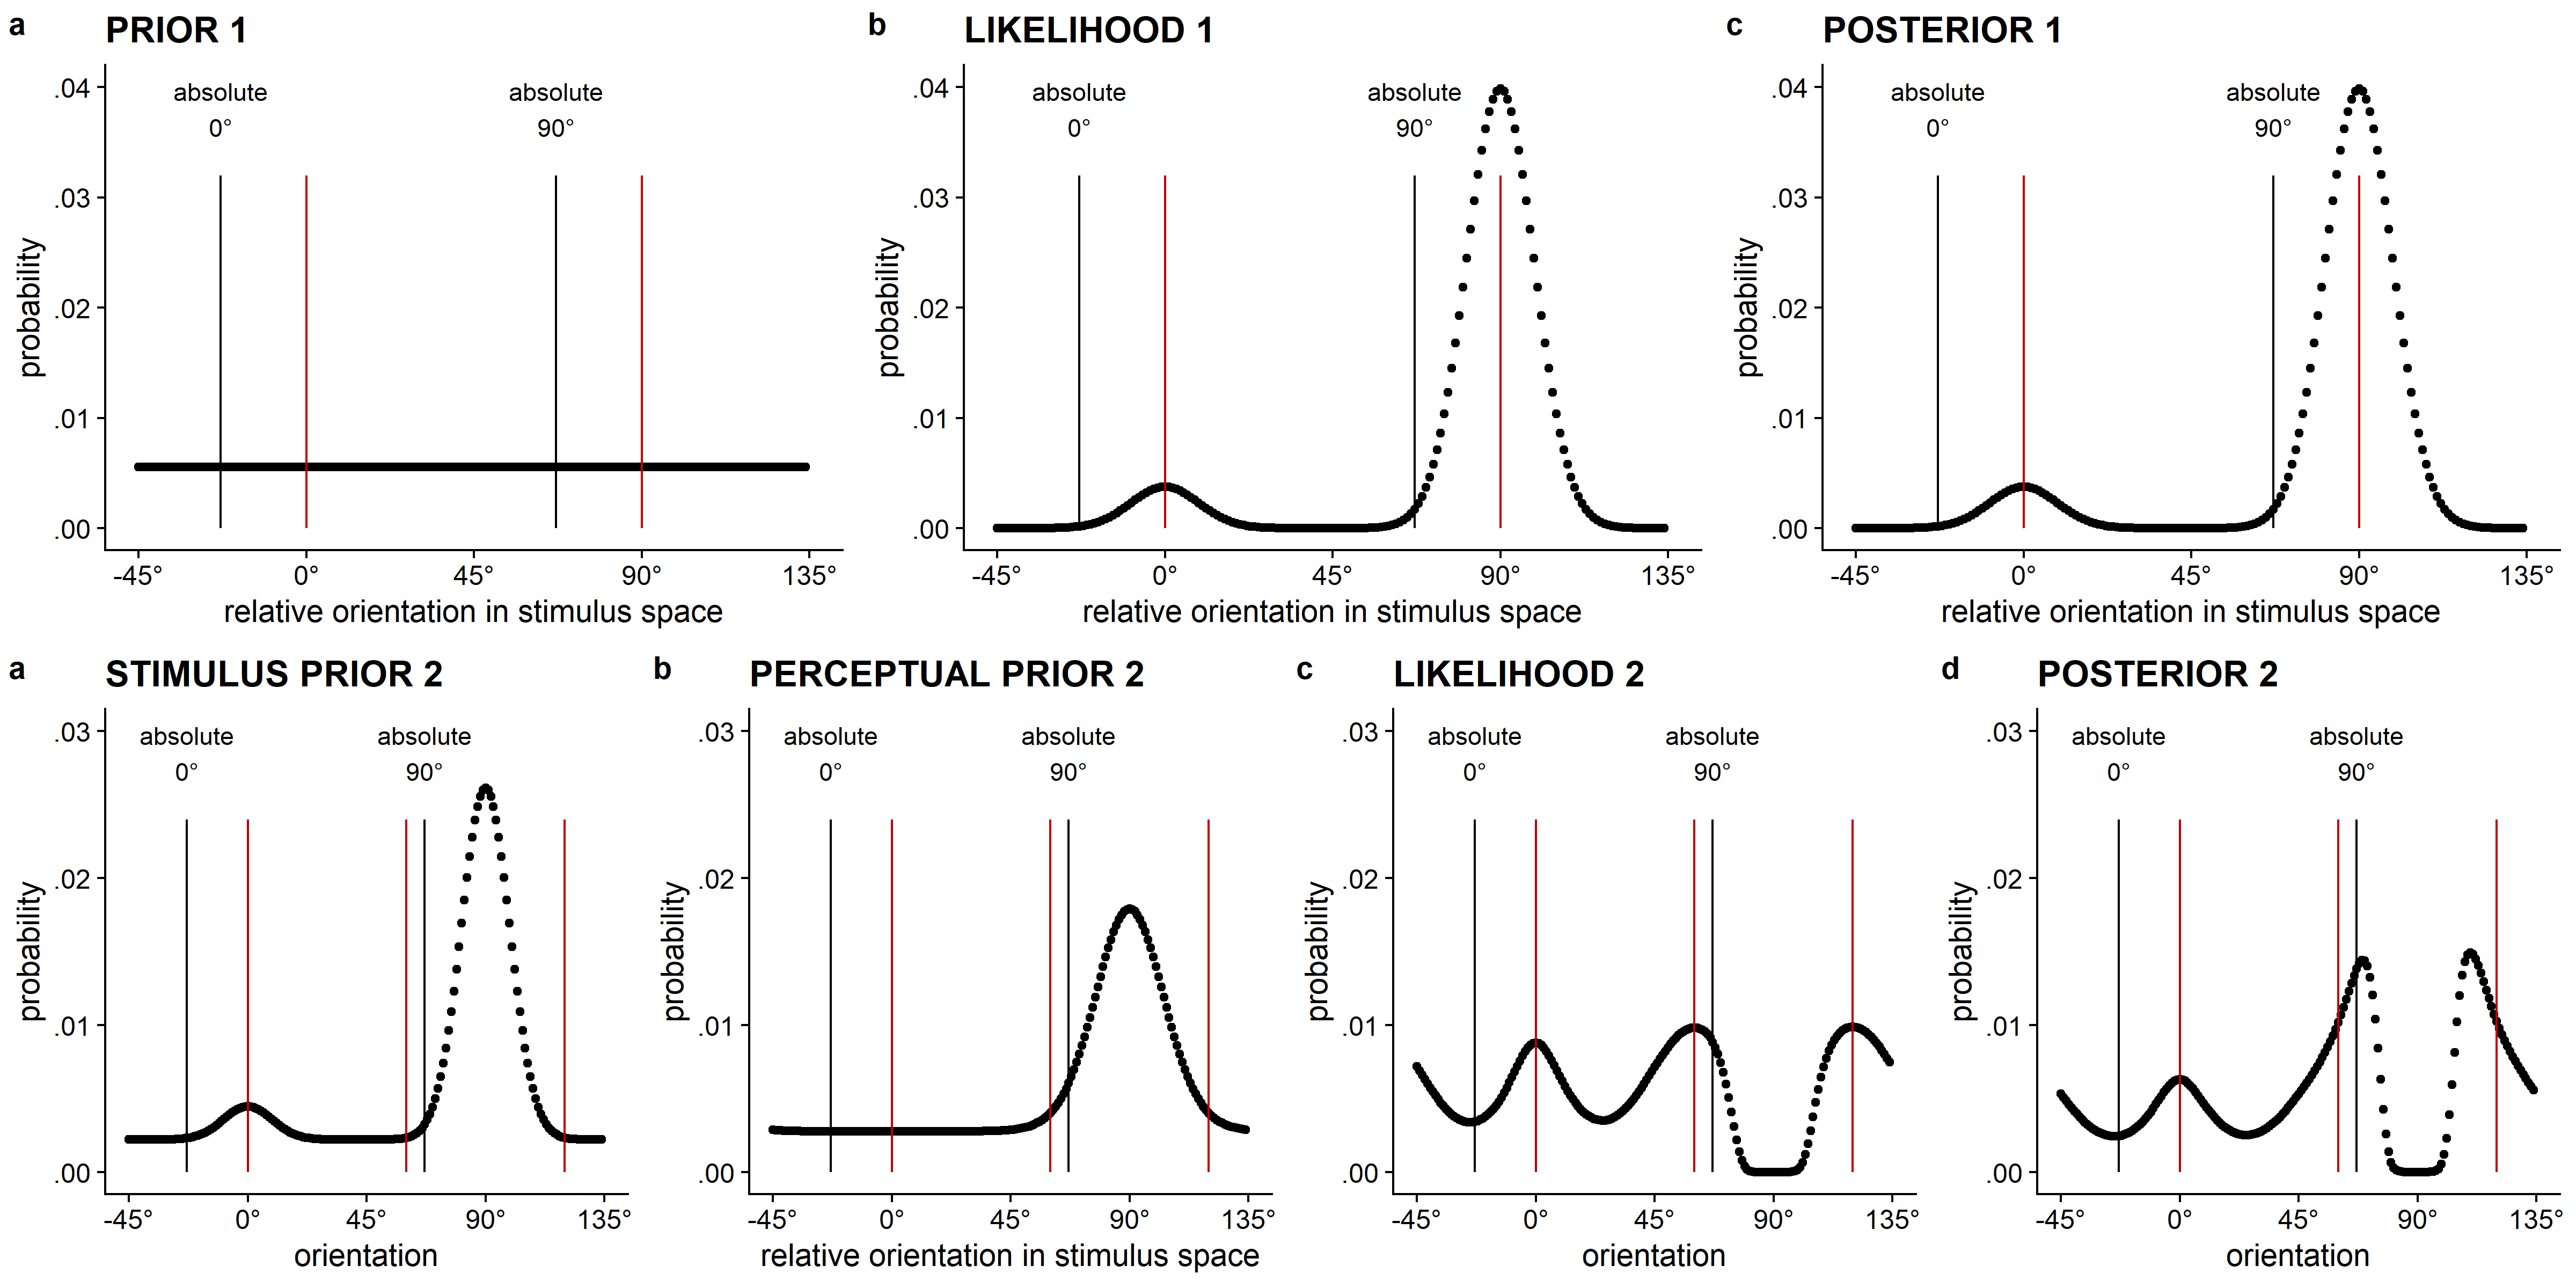 a PRIOR 1
.04
.03
.02
.01
.00
probability
absolute
0°
absolute
90°
-45° 0° 45° 90° 135°
relative orientation in stimulus space
b LIKELIHOOD 1
.04
.03
.02
.01
.00
probability
absolute
0°
absolute
90°
-45° 0° 45° 90° 135°
relative orientation in stimulus space
c POSTERIOR 1
.04
.03
.02
.01
.00
probability
absolute
0°
absolute
90°
-45° 0° 45° 90° 135°
relative orientation in stimulus space
a STIMULUS PRIOR 2
.03
.02
.01
.00
probability
absolute
0°
absolute
90°
-45° 0° 45° 90° 135°
orientation
b PERCEPTUAL PRIOR 2
.03
.02
.01
.00
probability
absolute
0°
absolute
90°
-45° 0° 45° 90° 135°
relative orientation in stimulus space
c LIKELIHOOD 2
.03
.02
.01
.00
probability
absolute
0°
absolute
90°
-45° 0° 45° 90° 135°
orientation
d POSTERIOR 2
.03
.02
.01
.00
probability
absolute
0°
absolute
90°
-45° 0° 45° 90° 135°
orientation